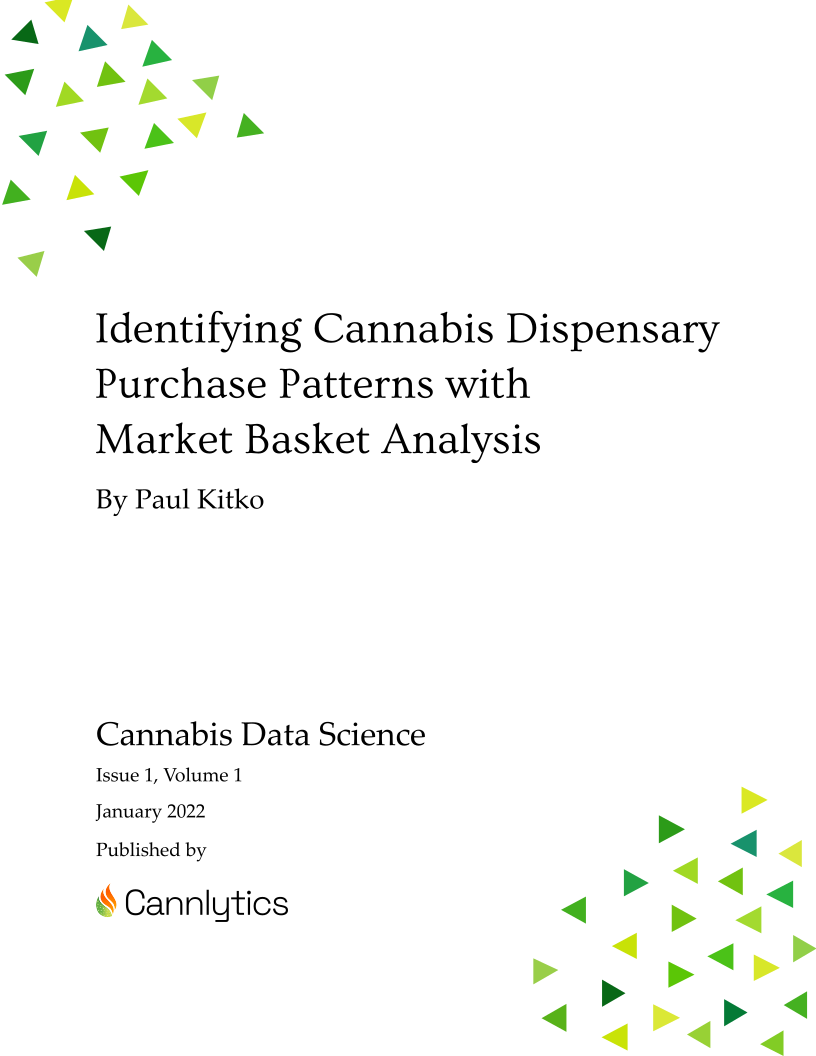 Identifying Cannabis Dispensary
Purchase Patterns with
Market Basket Analysis
By Paul Kitko
Cannabis Data Science
Issue 1, Volume 1
January 2022
Published by
Cannlytics